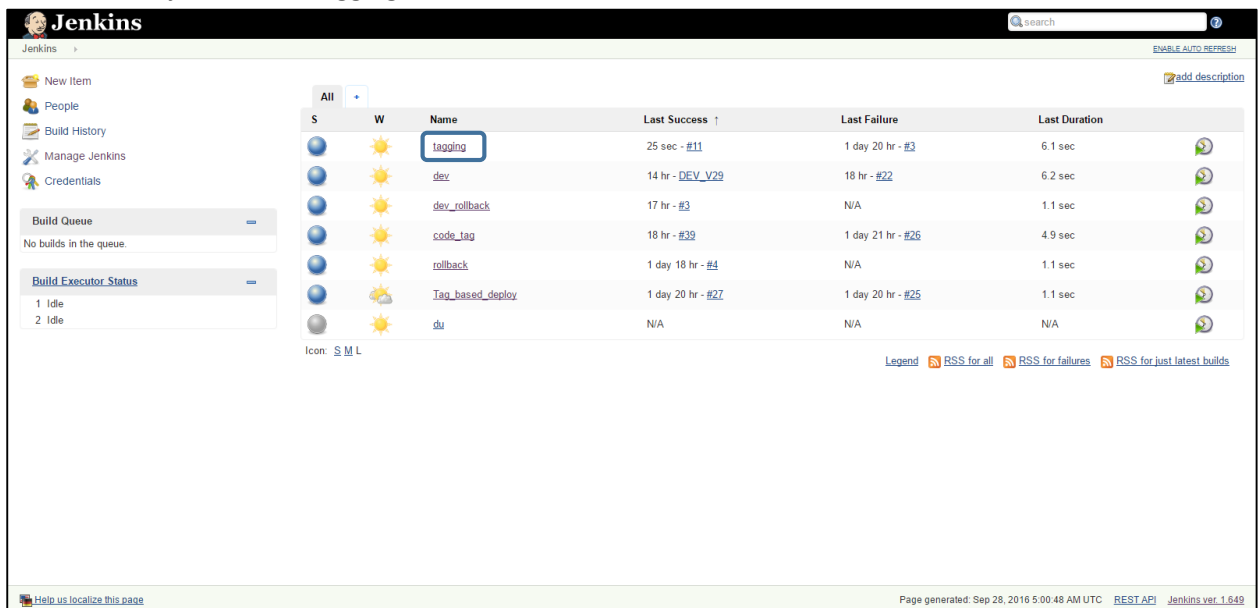 Jenkins
search
Jenkins
ENABLE AUTO REFRESH
New Item
People
Build History
Manage Jenkins
Credentials
Build Queue
No builds in the queue.
Build Executor Status
1 Idle
2 Idle
add description
All +
S W Name Last Success ↑ Last Failure Last Duration
tagging 25 sec - #11 1 day 20 hr - #3 6.1 sec
dev 14 hr - DEV_V29 18 hr - #22 6.2 sec
dev_rollback 17 hr - #3 N/A 1.1 sec
code_tag 18 hr - #39 1 day 21 hr - #26 4.9 sec
rollback 1 day 18 hr - #4 N/A 1.1 sec
Tag_based_deploy 1 day 20 hr - #27 1 day 20 hr - #25 1.1 sec
du N/A N/A N/A
Icon: S M L
Legend RSS for all RSS for failures RSS for just latest builds
Help us localize this page
Page generated: Sep 28, 2016 5:00:48 AM UTC REST API Jenkins ver. 1.649